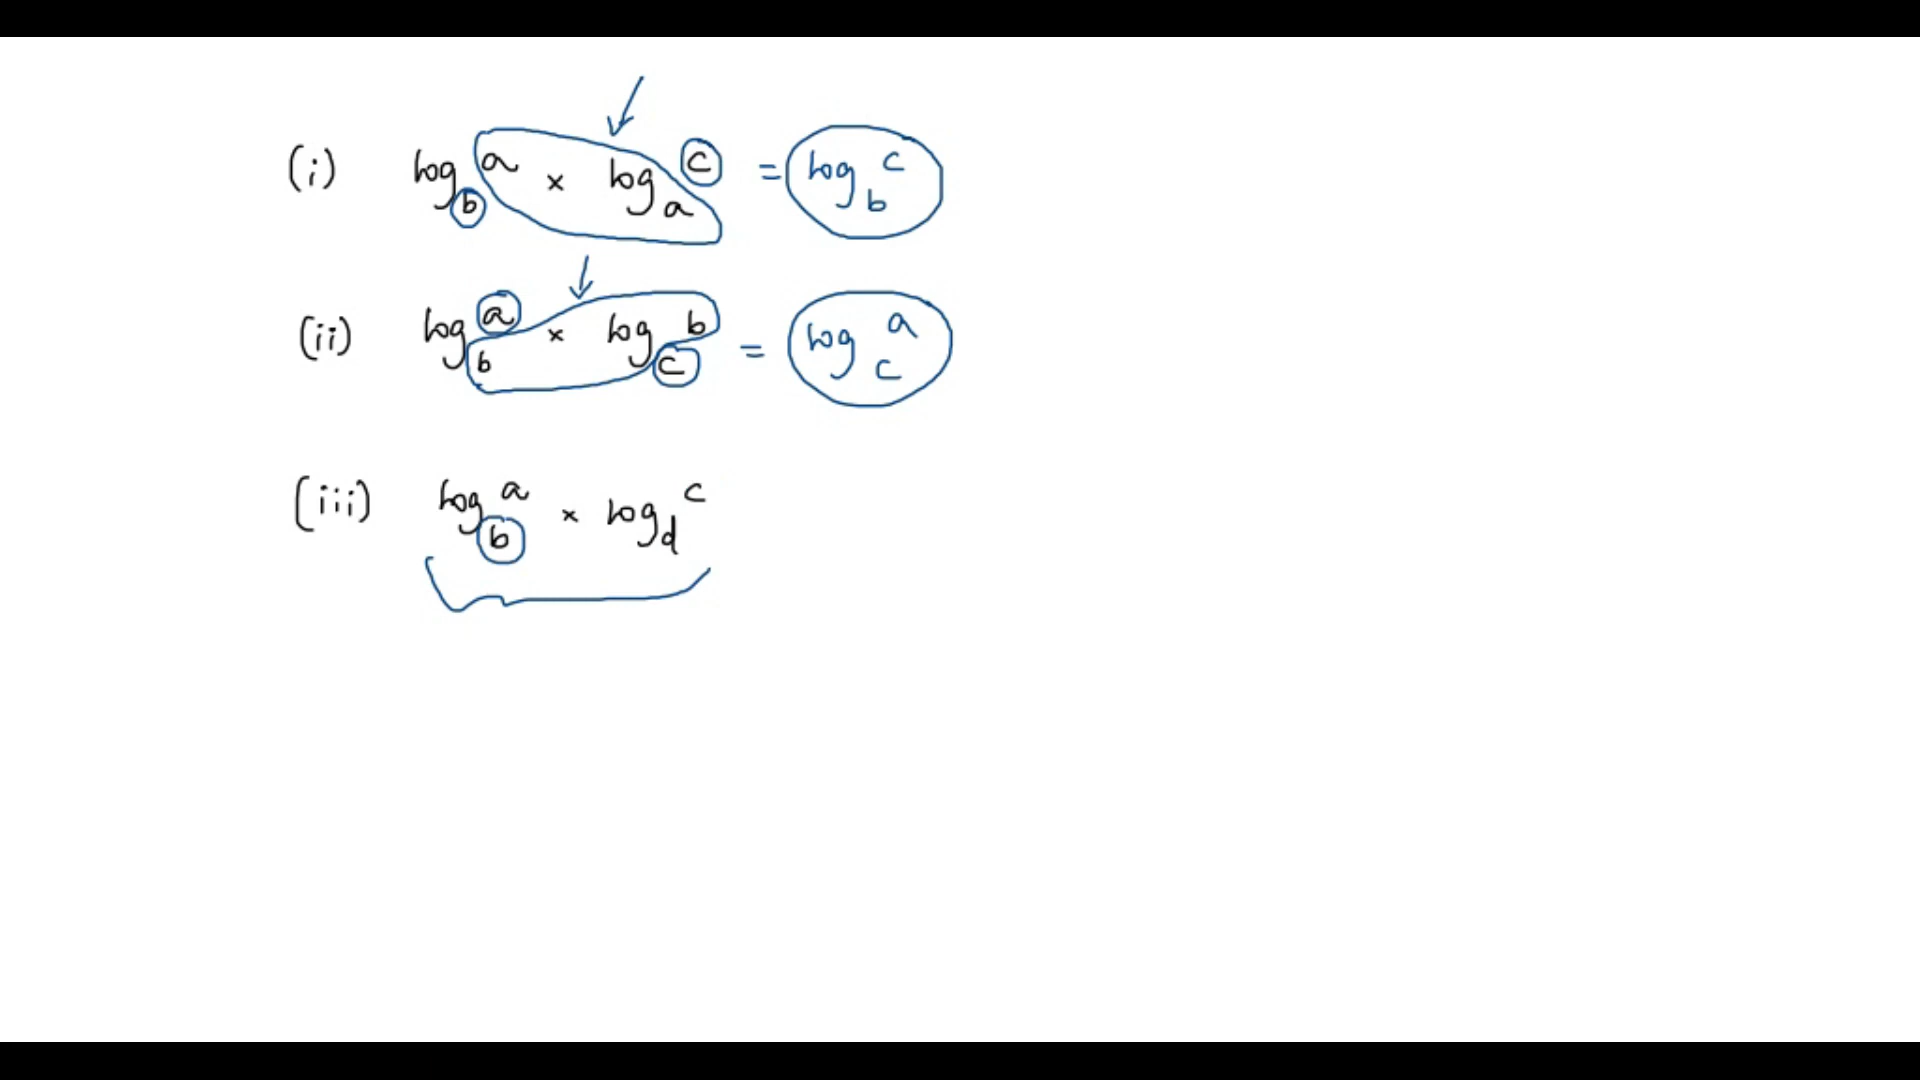 (i) log_b a × log_a c = log_b c
(ii) log_b a × log_c b = log_c a
(iii) log_b a × log_d c